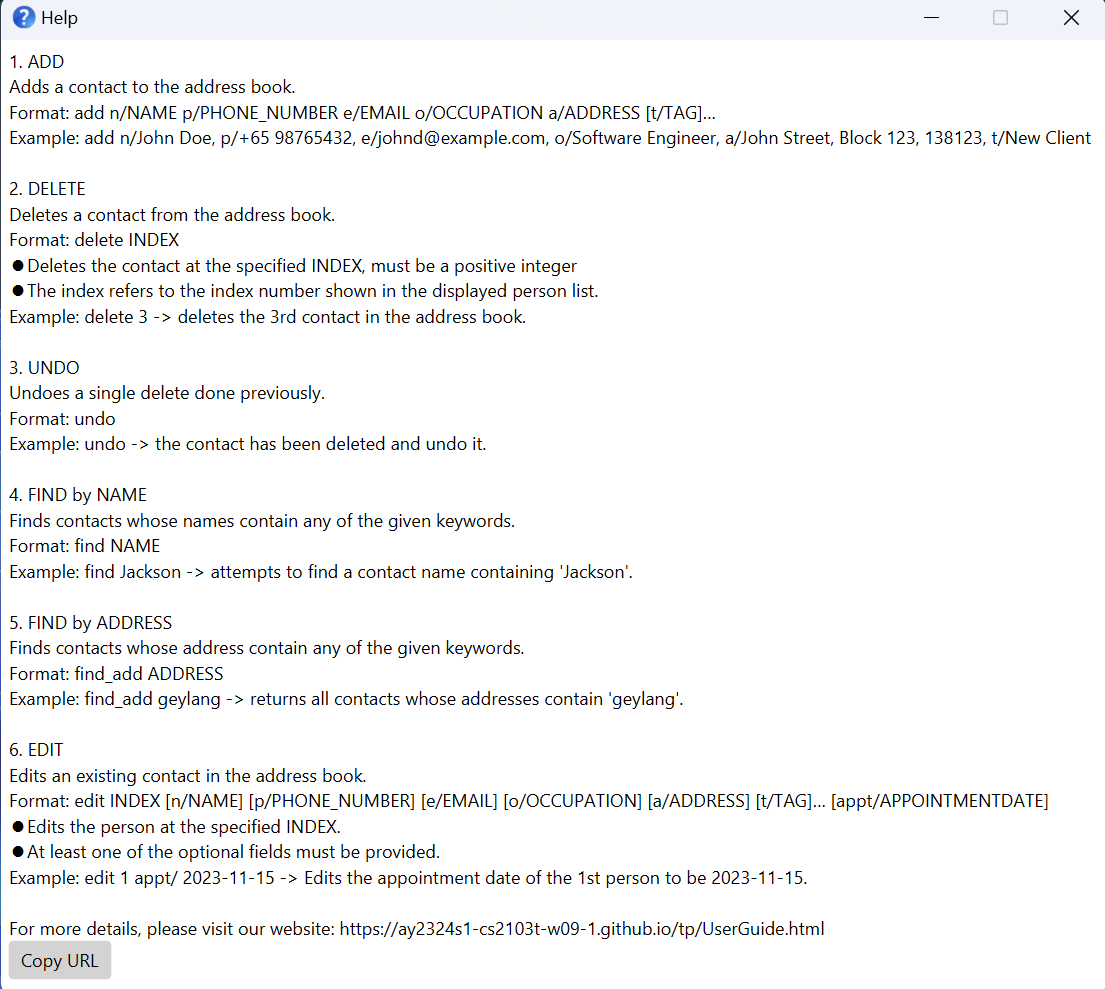 Help
1. ADD
Adds a contact to the address book.
Format: add n/NAME p/PHONE_NUMBER e/EMAIL o/OCCUPATION a/ADDRESS [t/TAG]...
Example: add n/John Doe, p/+65 98765432, e/johnd@example.com, o/Software Engineer, a/John Street, Block 123, 138123, t/New Client
2. DELETE
Deletes a contact from the address book.
Format: delete INDEX
●Deletes the contact at the specified INDEX, must be a positive integer
●The index refers to the index number shown in the displayed person list.
Example: delete 3 -> deletes the 3rd contact in the address book.
3. UNDO
Undoes a single delete done previously.
Format: undo
Example: undo -> the contact has been deleted and undo it.
4. FIND by NAME
Finds contacts whose names contain any of the given keywords.
Format: find NAME
Example: find Jackson -> attempts to find a contact name containing 'Jackson'.
5. FIND by ADDRESS
Finds contacts whose address contain any of the given keywords.
Format: find_add ADDRESS
Example: find_add geylang -> returns all contacts whose addresses contain 'geylang'.
6. EDIT
Edits an existing contact in the address book.
Format: edit INDEX [n/NAME] [p/PHONE_NUMBER] [e/EMAIL] [o/OCCUPATION] [a/ADDRESS] [t/TAG]... [appt/APPOINTMENTDATE]
●Edits the person at the specified INDEX.
●At least one of the optional fields must be provided.
Example: edit 1 appt/ 2023-11-15 -> Edits the appointment date of the 1st person to be 2023-11-15.
For more details, please visit our website: https://ay2324s1-cs2103t-w09-1.github.io/tp/UserGuide.html
Copy URL